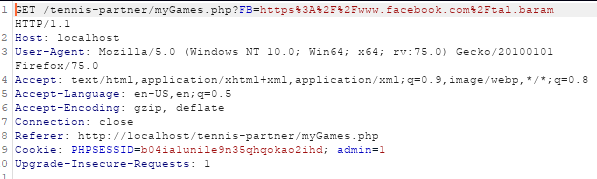 1 GET /tennis-partner/myGames.php?FB=https%3A%2F%2Fwww.facebook.com%2Ftal.baram
HTTP/1.1
2 Host: localhost
3 User-Agent: Mozilla/5.0 (Windows NT 10.0; Win64; x64; rv:75.0) Gecko/20100101
Firefox/75.0
4 Accept: text/html,application/xhtml+xml,application/xml;q=0.9,image/webp,*/*;q=0.8
5 Accept-Language: en-US,en;q=0.5
6 Accept-Encoding: gzip, deflate
7 Connection: close
8 Referer: http://localhost/tennis-partner/myGames.php
9 Cookie: PHPSESSID=b04ia1unile9n35qhqokao2ihd; admin=1
0 Upgrade-Insecure-Requests: 1
1